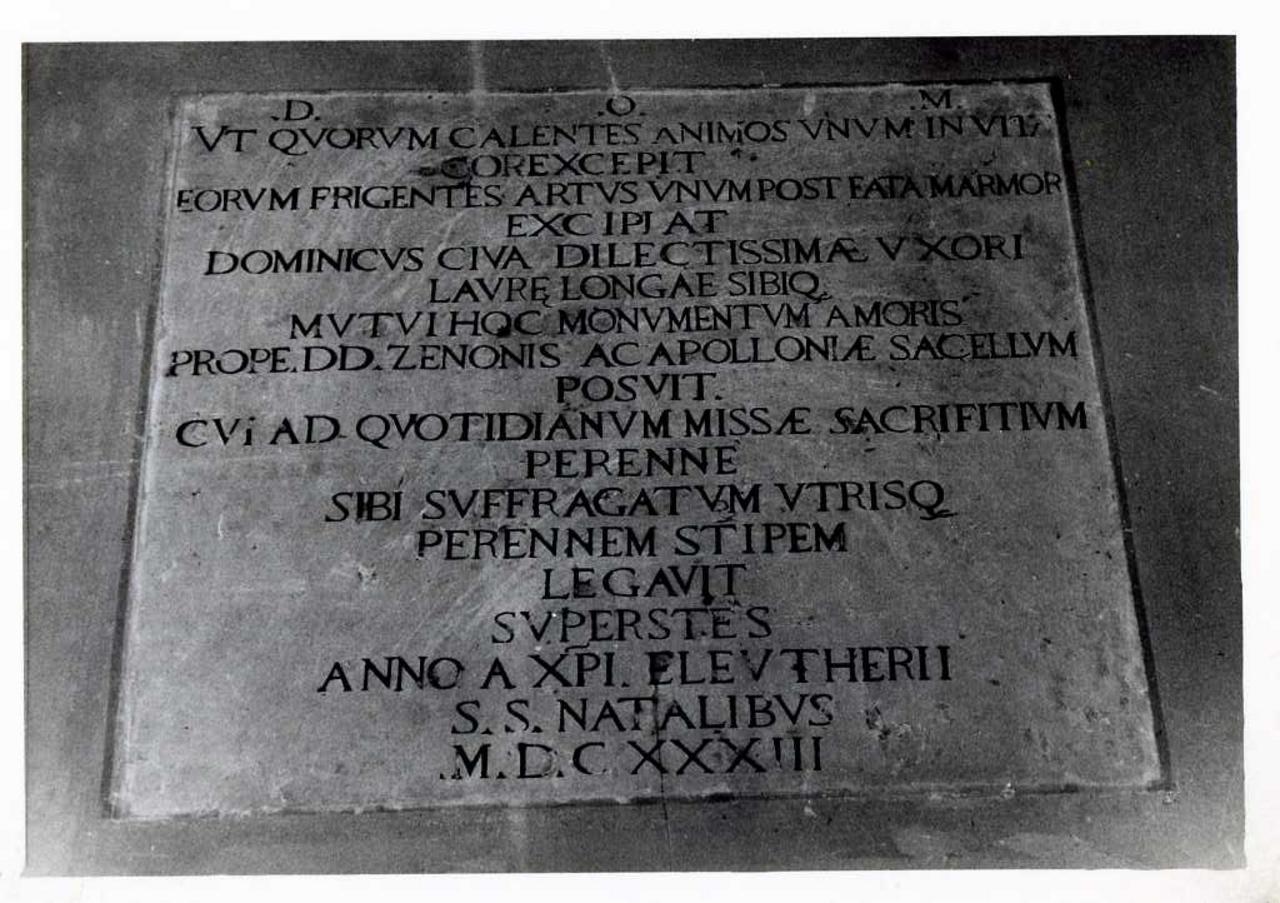 .D. .O. .M.
VT QVORVM CALENTES ANIMOS VNVM IN VITA
COR EXCEPIT
EORVM FRIGENTES ARTVS VNVM POST FATA MARMOR
EXCIPIAT
DOMINICVS CIVA DILECTISSIMÆ VXORI
LAVRĘ LONGAE SIBIQ.
MVTVI HOC MONVMENTVM AMORIS
PROPE.DD.ZENONIS AC APOLLONIÆ SACELLVM
POSVIT.
CVi AD QVOTIDIANVM MISSÆ SACRIFITIVM
PERENNE
SIBI SVFFRAGATVM VTRISQ
PERENNEM STIPEM
LEGAVIT
SVPERSTES
ANNO A XPI. ELEVTHERII
S.S. NATALIBVS
.M.D.C XXXIII